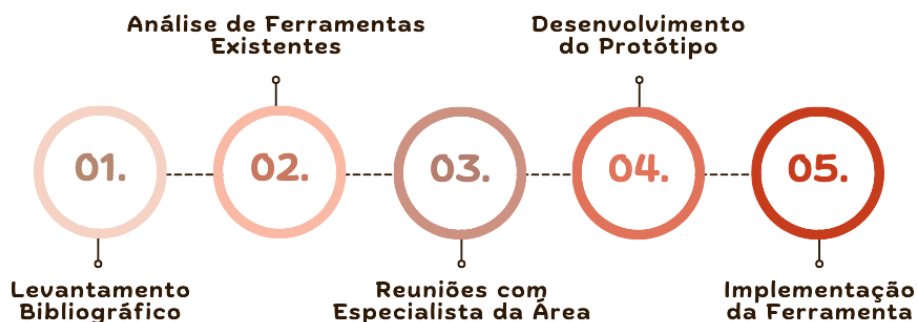 Análise de Ferramentas
Existentes
Desenvolvimento
do Protótipo
01.
02.
03.
04.
05.
Levantamento
Bibliográfico
Reuniões com
Especialista da Área
Implementação
da Ferramenta